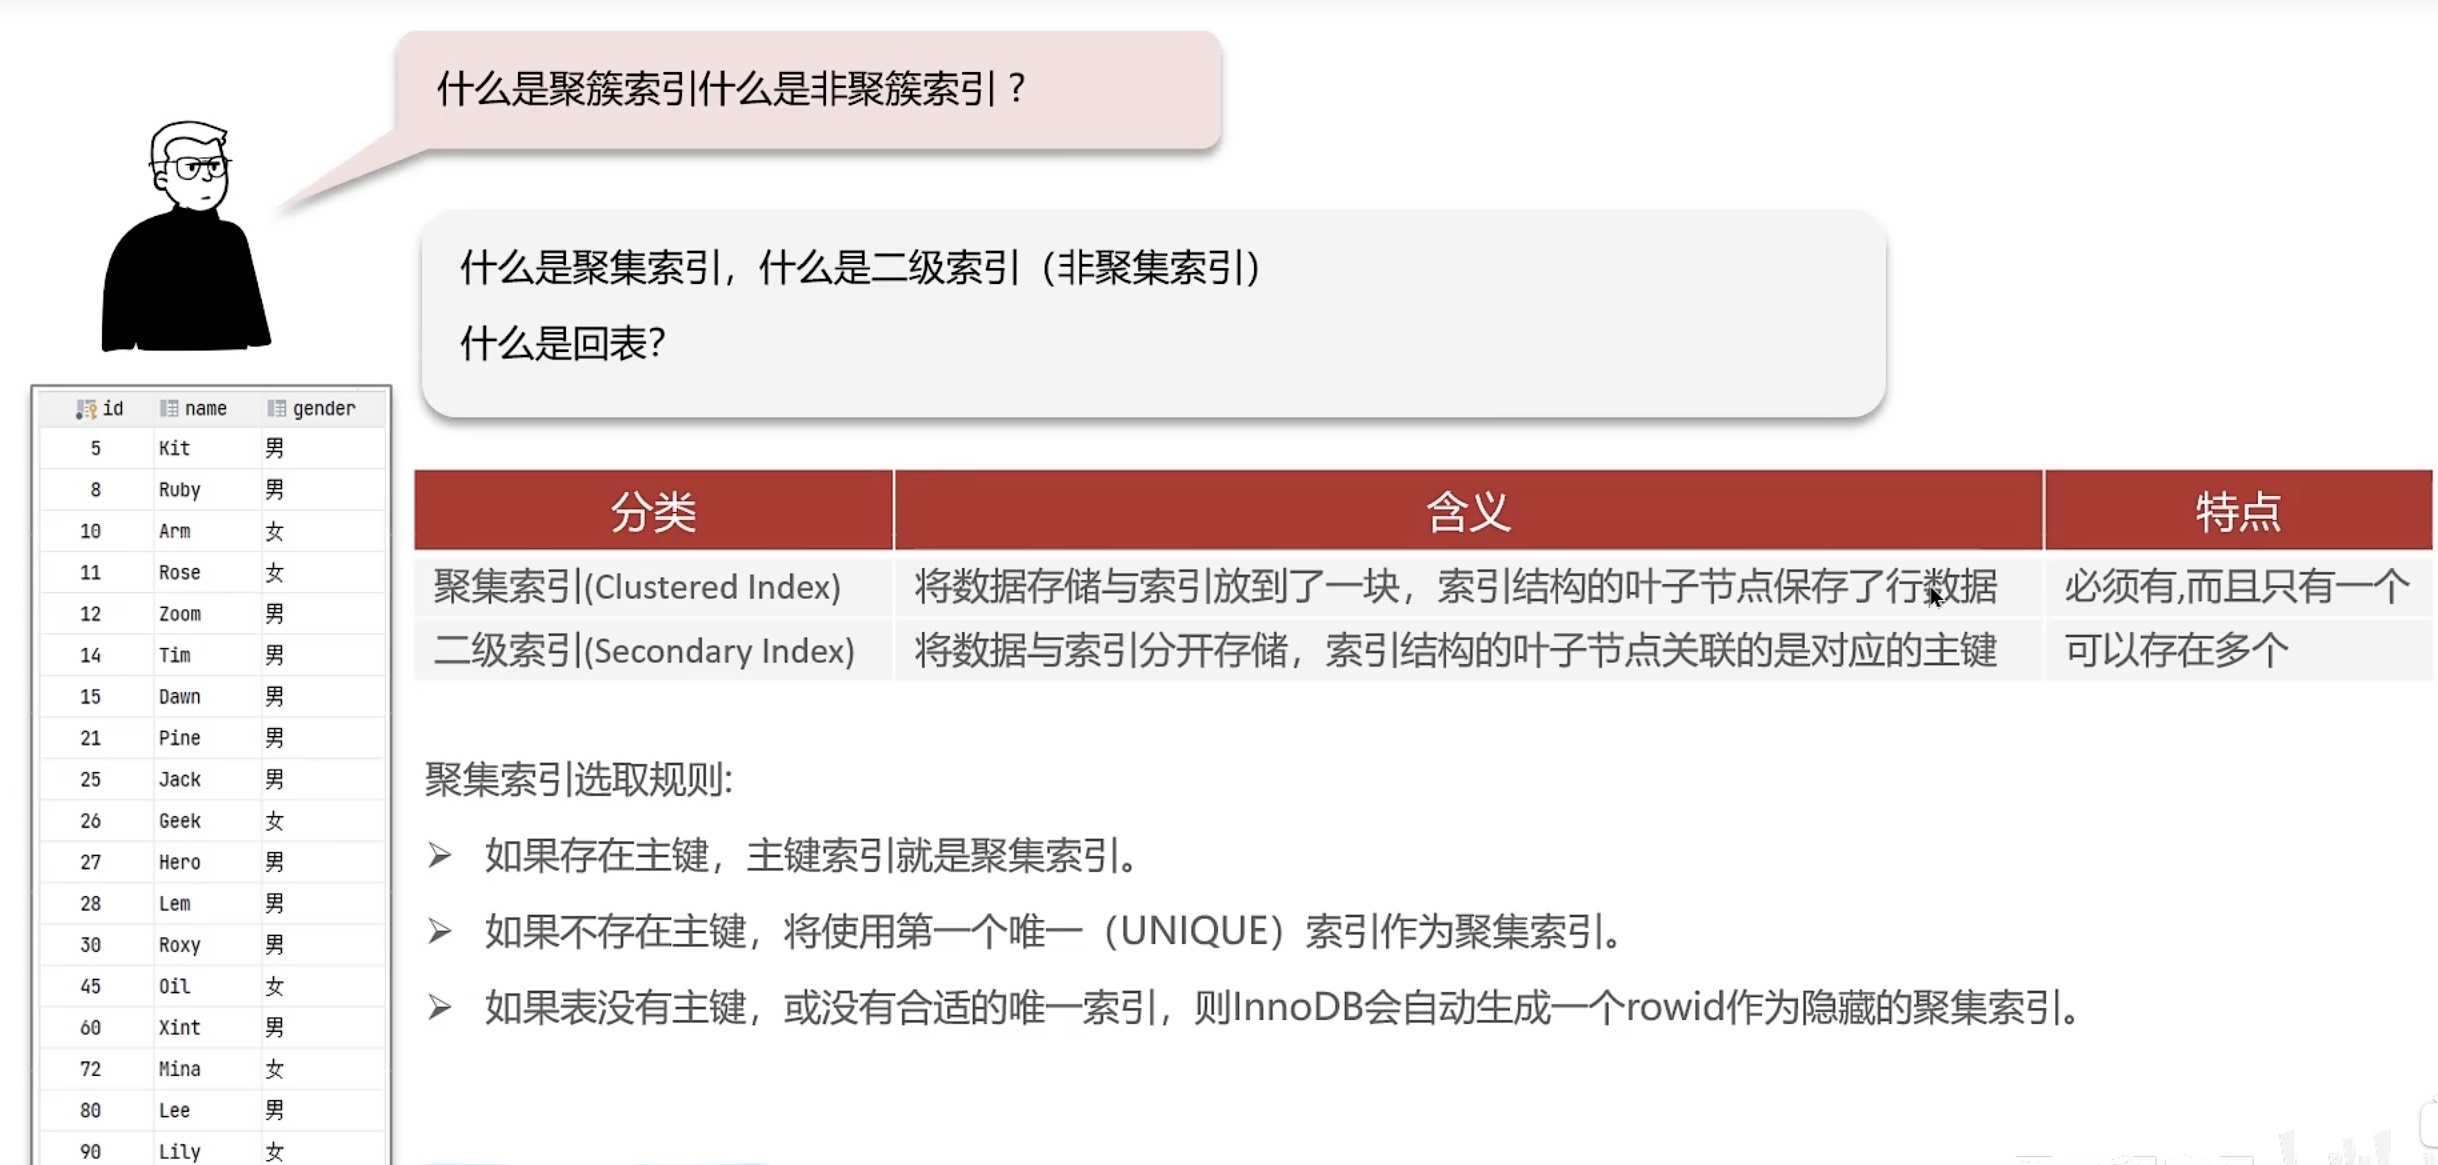 什么是聚簇索引什么是非聚簇索引？
什么是聚集索引，什么是二级索引（非聚集索引）
什么是回表?
id name gender
5 Kit 男
8 Ruby 男
10 Arm 女
11 Rose 女
12 Zoom 男
14 Tim 男
15 Dawn 男
21 Pine 男
25 Jack 男
26 Geek 女
27 Hero 男
28 Lem 男
30 Roxy 男
45 Oil 女
60 Xint 男
72 Mina 女
80 Lee 男
90 Lily 女
分类 含义 特点
聚集索引(Clustered Index) 将数据存储与索引放到了一块，索引结构的叶子节点保存了行数据 必须有,而且只有一个
二级索引(Secondary Index) 将数据与索引分开存储，索引结构的叶子节点关联的是对应的主键 可以存在多个
聚集索引选取规则:
➢ 如果存在主键，主键索引就是聚集索引。
➢ 如果不存在主键，将使用第一个唯一（UNIQUE）索引作为聚集索引。
➢ 如果表没有主键，或没有合适的唯一索引，则InnoDB会自动生成一个rowid作为隐藏的聚集索引。